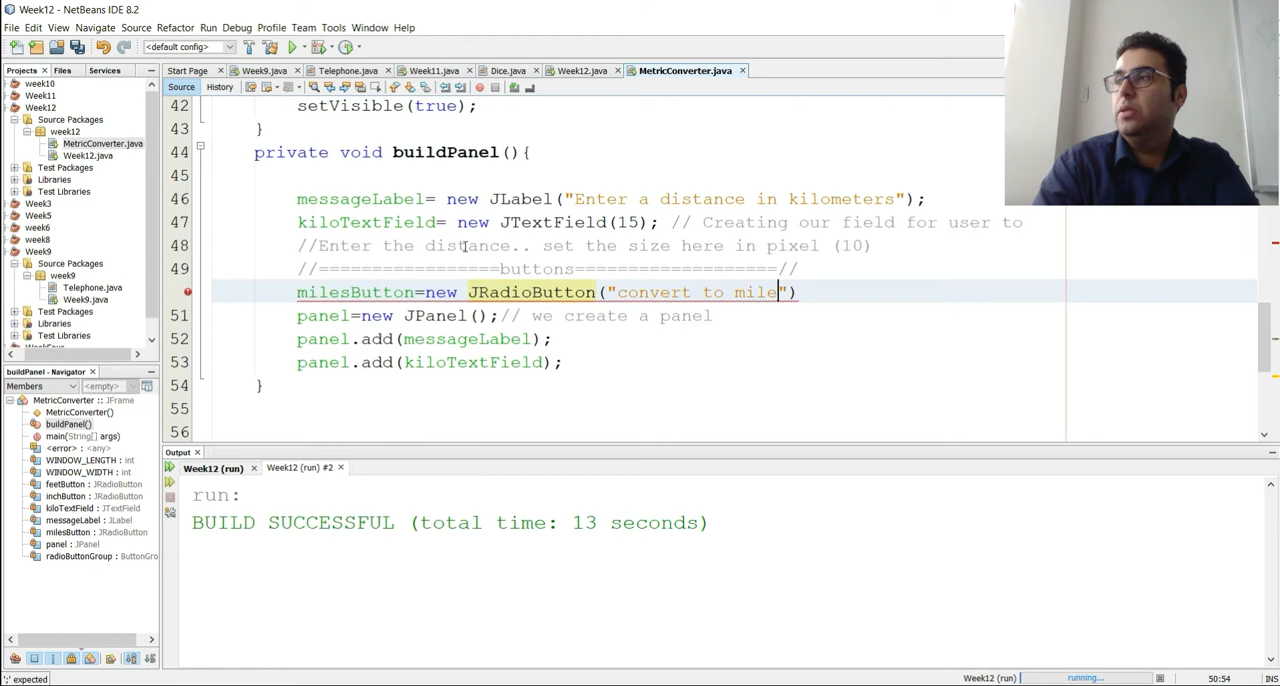 Week12 - NetBeans IDE 8.2
File Edit View Navigate Source Refactor Run Debug Profile Team Tools Window Help
<default config>
Projects Files Services
Start Page Week9.java Telephone.java Week11.java Dice.java Week12.java MetricConverter.java
Source History
week10
Week11
Week12
Source Packages
week12
MetricConverter.java
Week12.java
Test Packages
Libraries
Test Libraries
Week3
Week5
week6
week8
Week9
Source Packages
week9
Telephone.java
Week9.java
Test Packages
Libraries
Test Libraries
42 setVisible(true);
43 }
44 private void buildPanel(){
45
46 messageLabel= new JLabel("Enter a distance in kilometers");
47 kiloTextField= new JTextField(15); // Creating our field for user to
48 //Enter the distance.. set the size here in pixel (10)
49 //=================buttons===================//
milesButton=new JRadioButton("convert to mile")
51 panel=new JPanel();// we create a panel
52 panel.add(messageLabel);
53 panel.add(kiloTextField);
54 }
55
56
buildPanel - Navigator
Members <empty>
MetricConverter :: JFrame
MetricConverter()
buildPanel()
main(String[] args)
<error> : <any>
WINDOW_LENGTH : int
WINDOW_WIDTH : int
feetButton : JRadioButton
inchButton : JRadioButton
kiloTextField : JTextField
messageLabel : JLabel
milesButton : JRadioButton
panel : JPanel
radioButtonGroup : ButtonGro
Output
Week12 (run) Week12 (run) #2
run:
BUILD SUCCESSFUL (total time: 13 seconds)
';' expected
Week12 (run) running... 50:54 INS